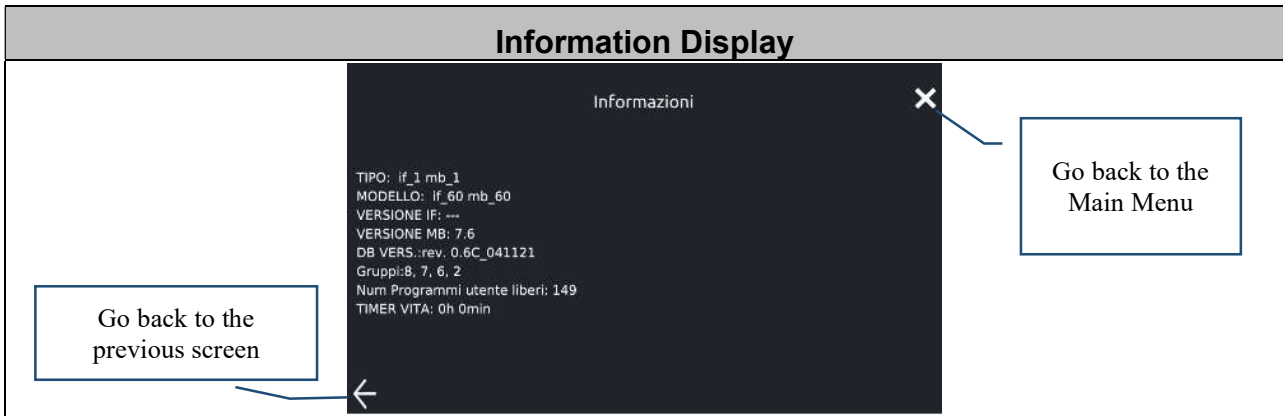 Information Display
Informazioni
Go back to the
Main Menu
TIPO: if_1 mb_1
MODELLO: if_60 mb_60
VERSIONE IF: ---
VERSIONE MB: 7.6
DB VERS.:rev. 0.6C_041121
Gruppi:8, 7, 6, 2
Num Programmi utente liberi: 149
TIMER VITA: 0h 0min
Go back to the
previous screen